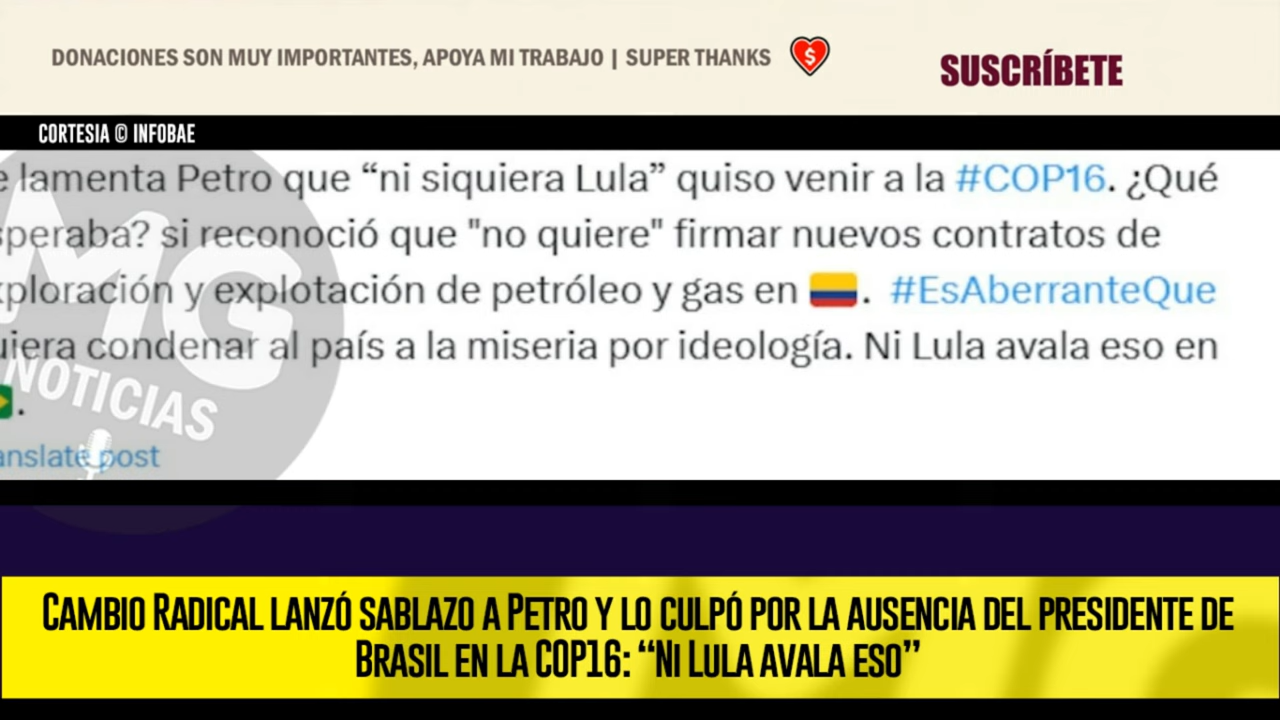 DONACIONES SON MUY IMPORTANTES, APOYA MI TRABAJO | SUPER THANKS
SUSCRÍBETE
CORTESIA © INFOBAE
e lamenta Petro que “ni siquiera Lula” quiso venir a la #COP16. ¿Qué
speraba? si reconoció que "no quiere" firmar nuevos contratos de
xploración y explotación de petróleo y gas en 🇨🇴. #EsAberranteQue
uiera condenar al país a la miseria por ideología. Ni Lula avala eso en
.
anslate post
MG
NOTICIAS
CAMBIO RADICAL LANZÓ SABLAZO A PETRO Y LO CULPÓ POR LA AUSENCIA DEL PRESIDENTE DE
BRASIL EN LA COP16: “NI LULA AVALA ESO”